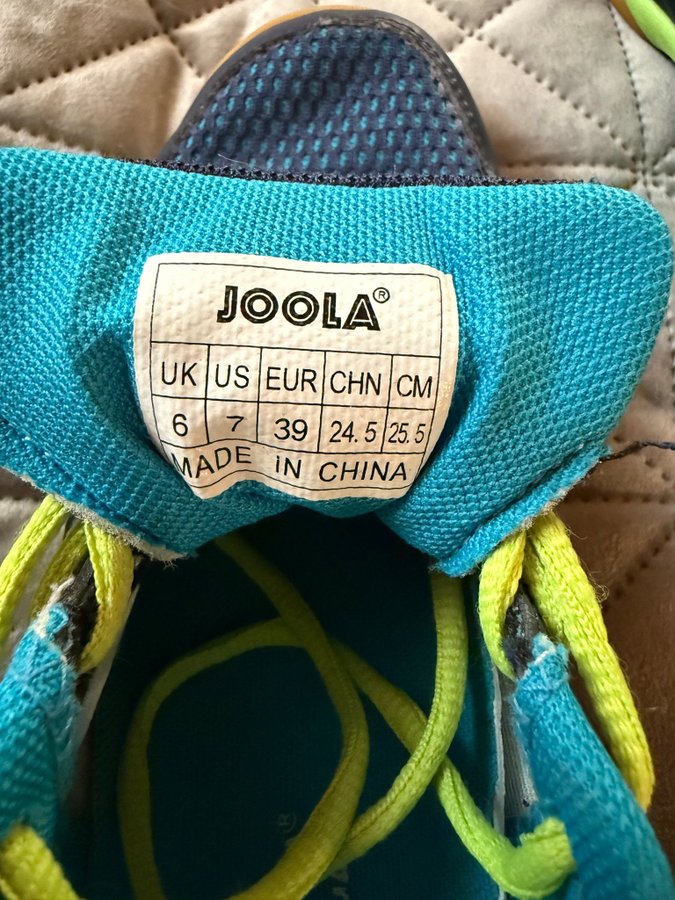 JOOLA®
UK US EUR CHN CM
6 7 39 24.5 25.5
MADE IN CHINA